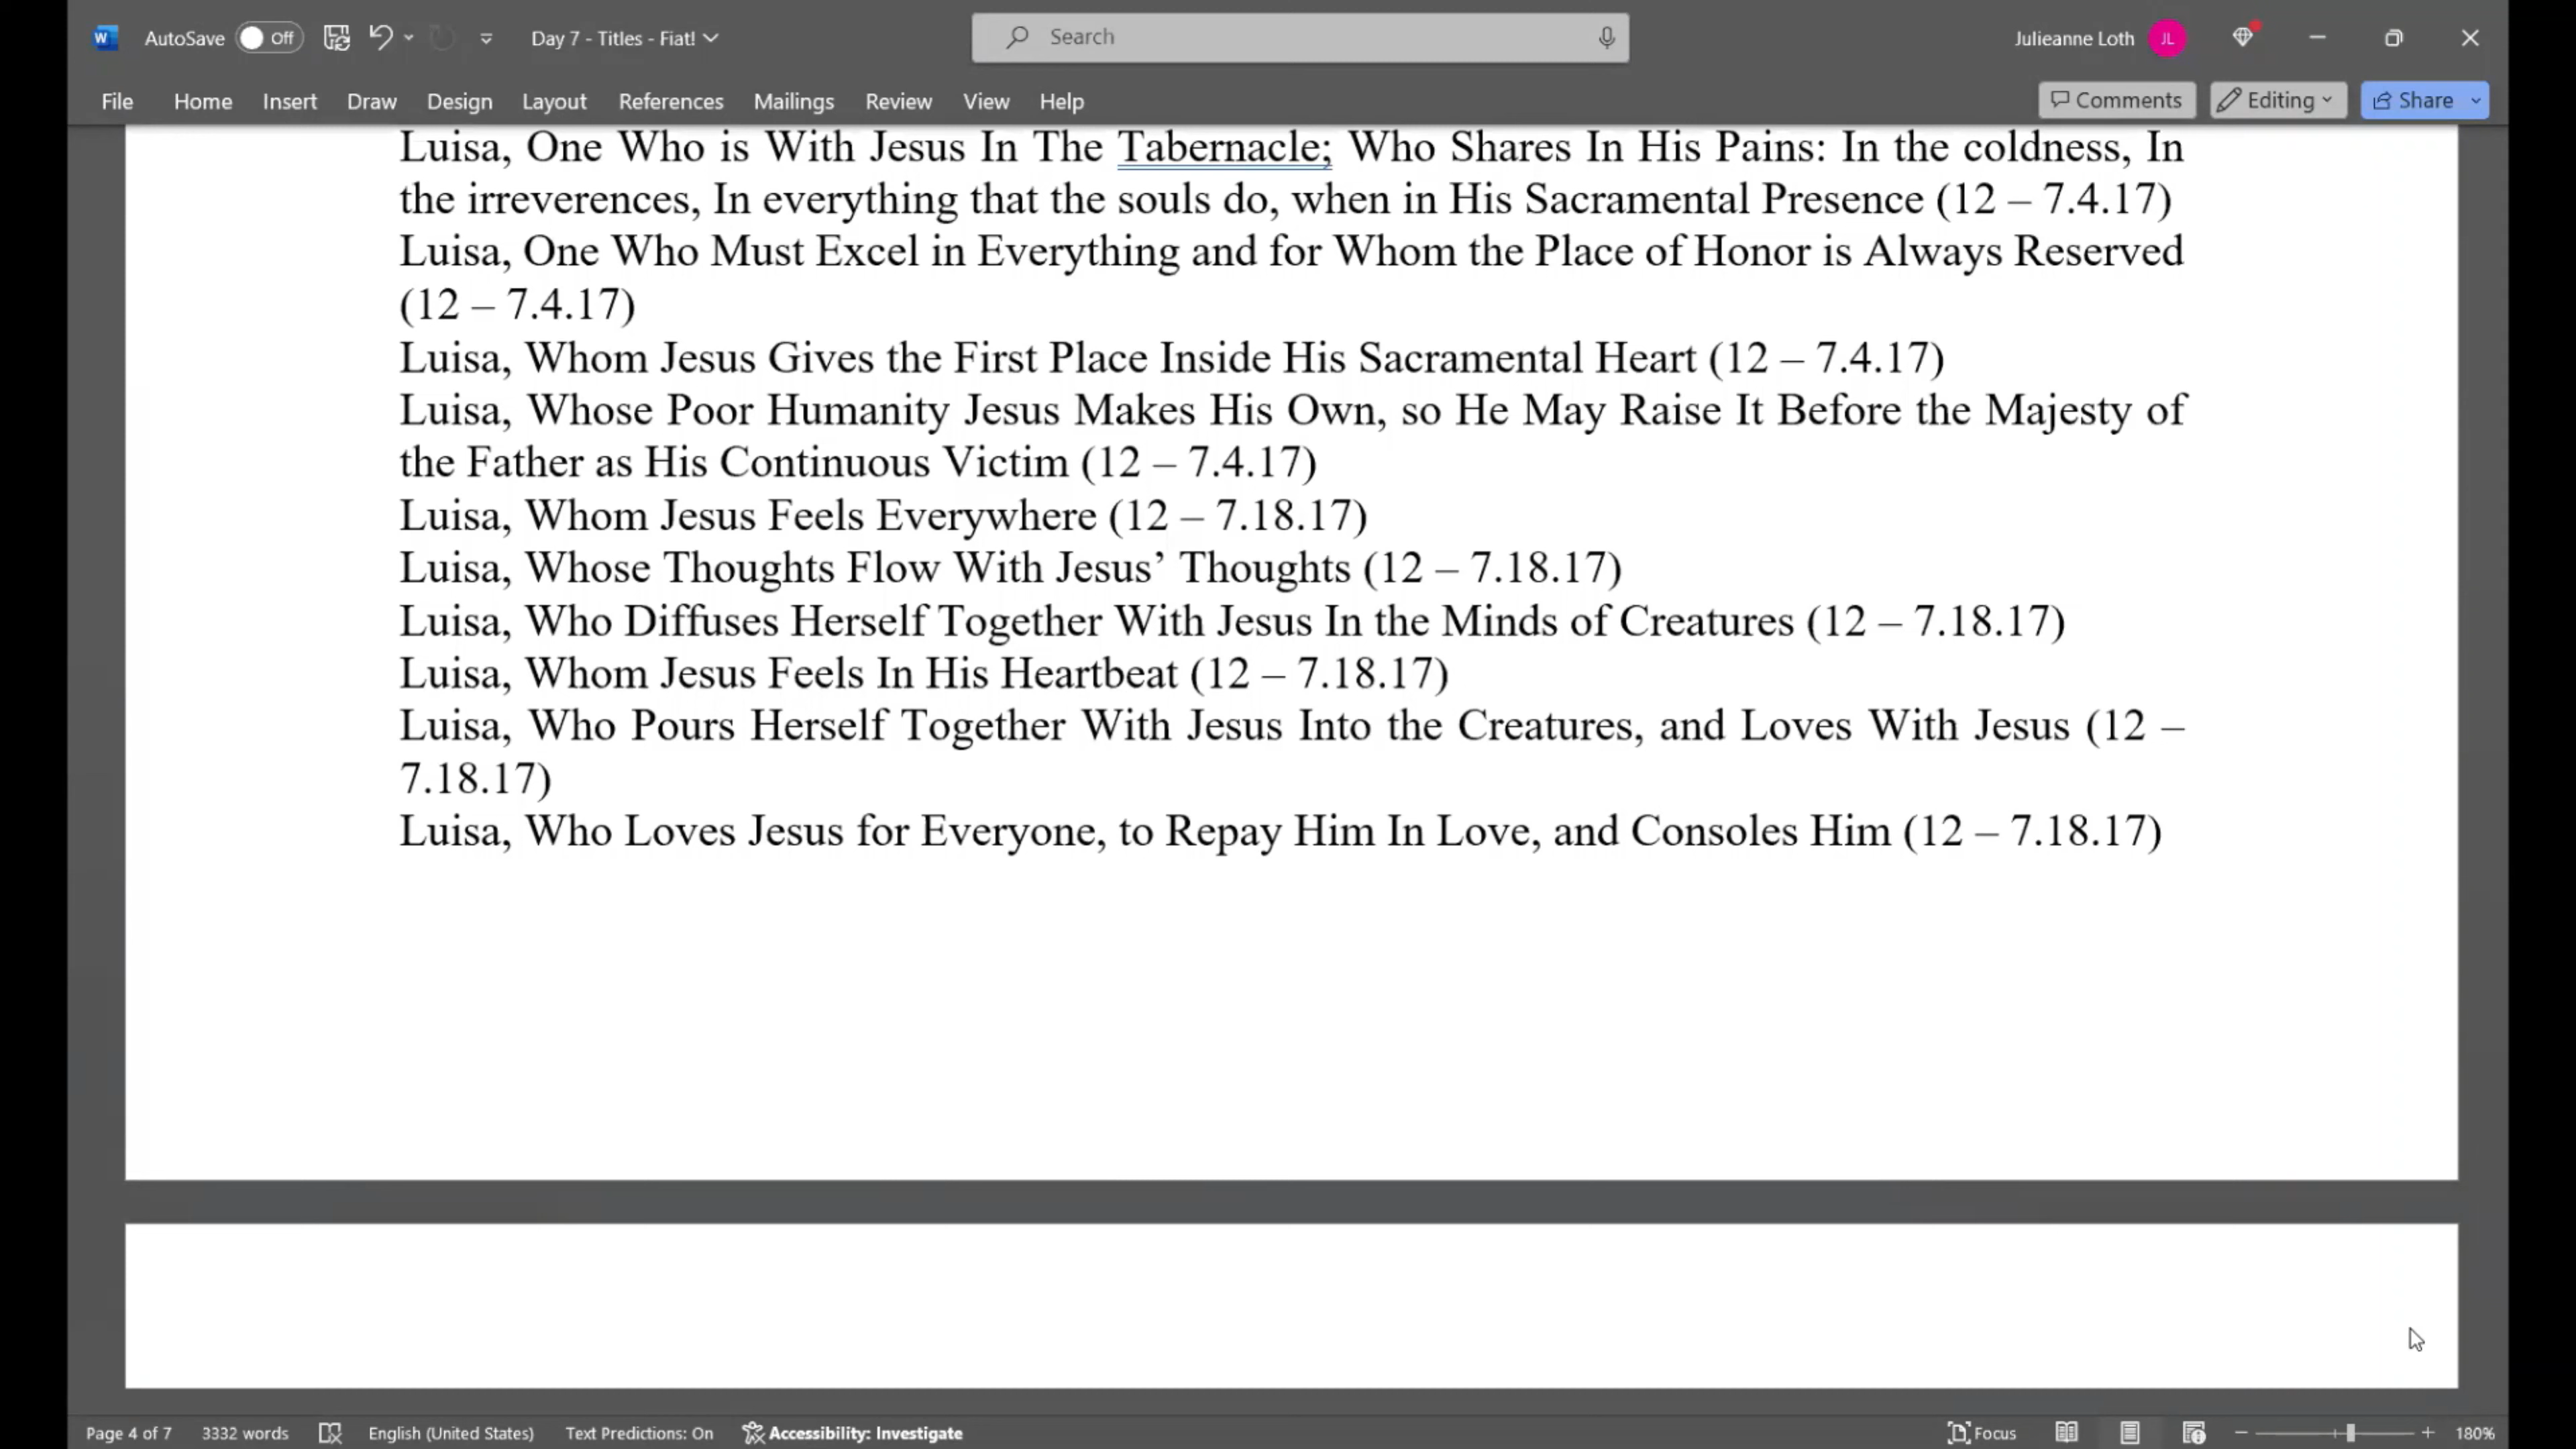 AutoSave Off Day 7 - Titles - Fiat! Search Julieanne Loth JL
File Home Insert Draw Design Layout References Mailings Review View Help Comments Editing Share
Luisa, One Who is With Jesus In The Tabernacle; Who Shares In His Pains: In the coldness, In
the irreverences, In everything that the souls do, when in His Sacramental Presence (12 – 7.4.17)
Luisa, One Who Must Excel in Everything and for Whom the Place of Honor is Always Reserved
(12 – 7.4.17)
Luisa, Whom Jesus Gives the First Place Inside His Sacramental Heart (12 – 7.4.17)
Luisa, Whose Poor Humanity Jesus Makes His Own, so He May Raise It Before the Majesty of
the Father as His Continuous Victim (12 – 7.4.17)
Luisa, Whom Jesus Feels Everywhere (12 – 7.18.17)
Luisa, Whose Thoughts Flow With Jesus’ Thoughts (12 – 7.18.17)
Luisa, Who Diffuses Herself Together With Jesus In the Minds of Creatures (12 – 7.18.17)
Luisa, Whom Jesus Feels In His Heartbeat (12 – 7.18.17)
Luisa, Who Pours Herself Together With Jesus Into the Creatures, and Loves With Jesus (12 –
7.18.17)
Luisa, Who Loves Jesus for Everyone, to Repay Him In Love, and Consoles Him (12 – 7.18.17)
Page 4 of 7 3332 words English (United States) Text Predictions: On Accessibility: Investigate Focus 180%